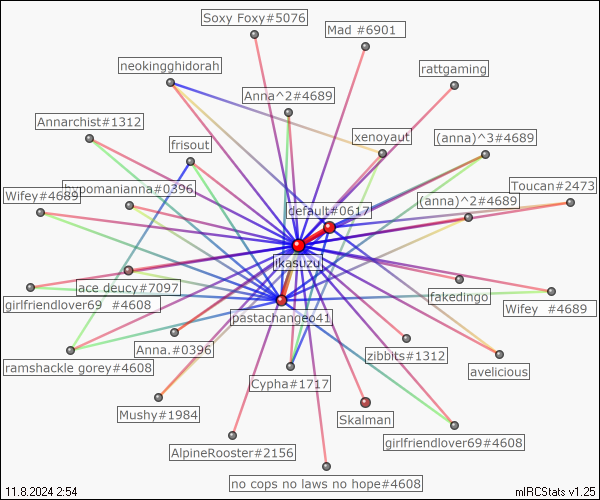 Soxy Foxy#5076
Mad #6901
neokingghidorah
rattgaming
Anna^2#4689
Annarchist#1312
xenoyaut
(anna)^3#4689
frisout
Toucan#2473
Wifey#4689
hypomanianna#0396
(anna)^2#4689
default#0617
likasuzu
ace deucy#7097
fakedingo
girlfriendlover69 #4608
Wifey #4689
pastachangeo41
Anna.#0396
zibbits#1312
ramshackle gorey#4608
avelicious
Cypha#1717
Mushy#1984
Skalman
girlfriendlover69#4608
AlpineRooster#2156
no cops no laws no hope#4608
11.8.2024 2:54
mIRCStats v1.25